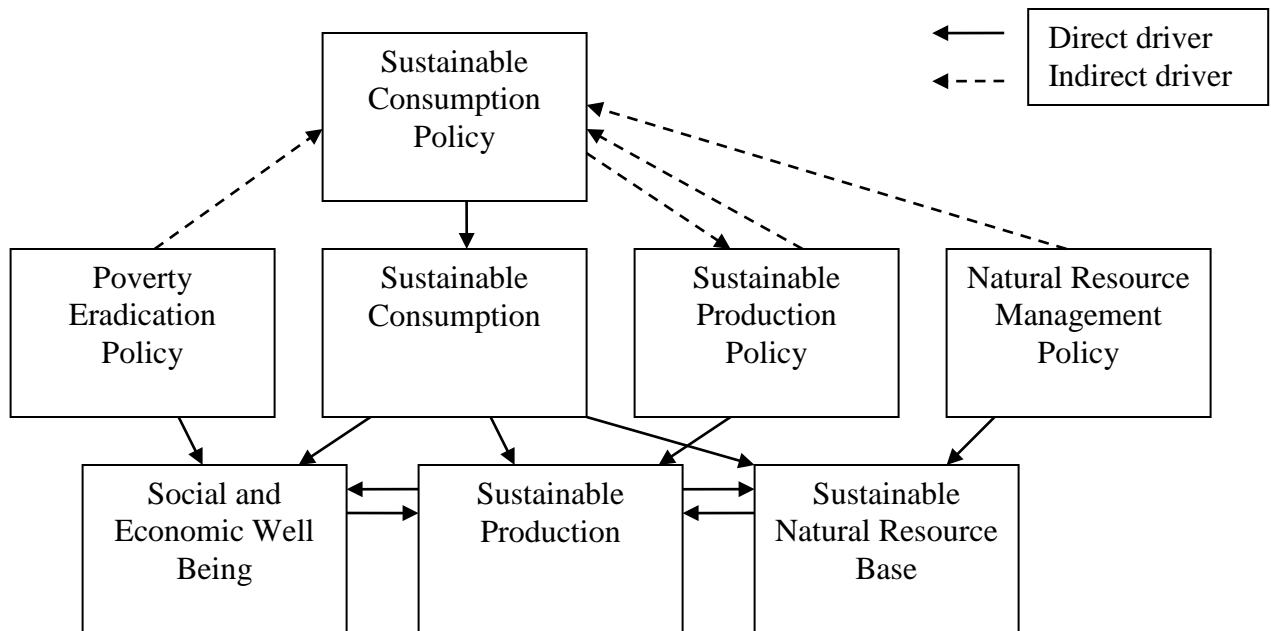 Direct driver
Indirect driver
Sustainable
Consumption
Policy
Poverty
Eradication
Policy
Sustainable
Consumption
Sustainable
Production
Policy
Natural Resource
Management
Policy
Social and
Economic Well
Being
Sustainable
Production
Sustainable
Natural Resource
Base